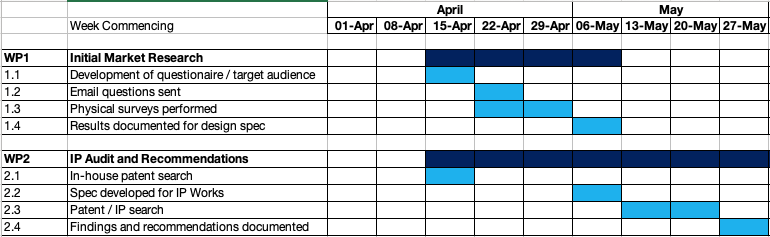 April May
Week Commencing 01-Apr 08-Apr 15-Apr 22-Apr 29-Apr 06-May 13-May 20-May 27-May
WP1 Initial Market Research
1.1 Development of questionaire / target audience
1.2 Email questions sent
1.3 Physical surveys performed
1.4 Results documented for design spec
WP2 IP Audit and Recommendations
2.1 In-house patent search
2.2 Spec developed for IP Works
2.3 Patent / IP search
2.4 Findings and recommendations documented